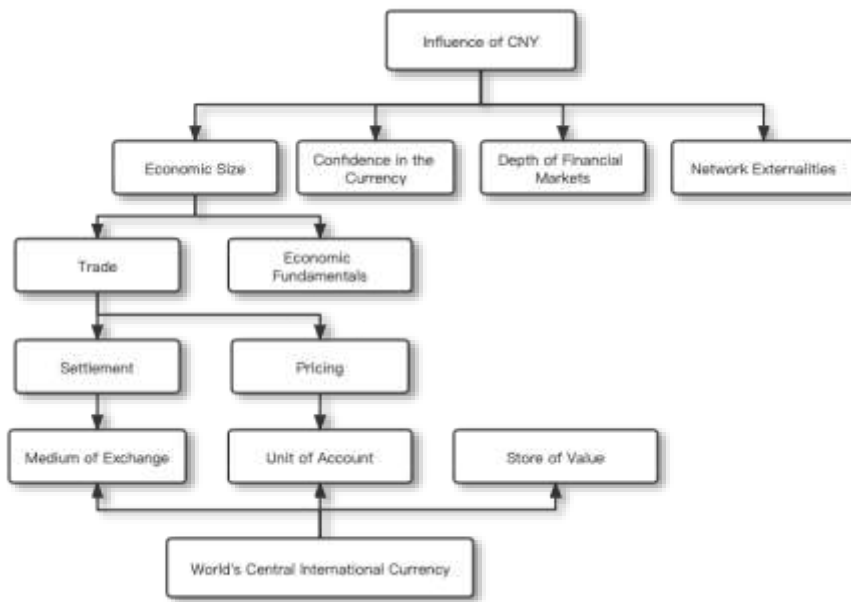 Influence of CNY
Economic Size
Confidence in the
Currency
Depth of Financial
Markets
Network Externalities
Trade
Economic
Fundamentals
Settlement
Pricing
Medium of Exchange
Unit of Account
Store of Value
World's Central International Currency